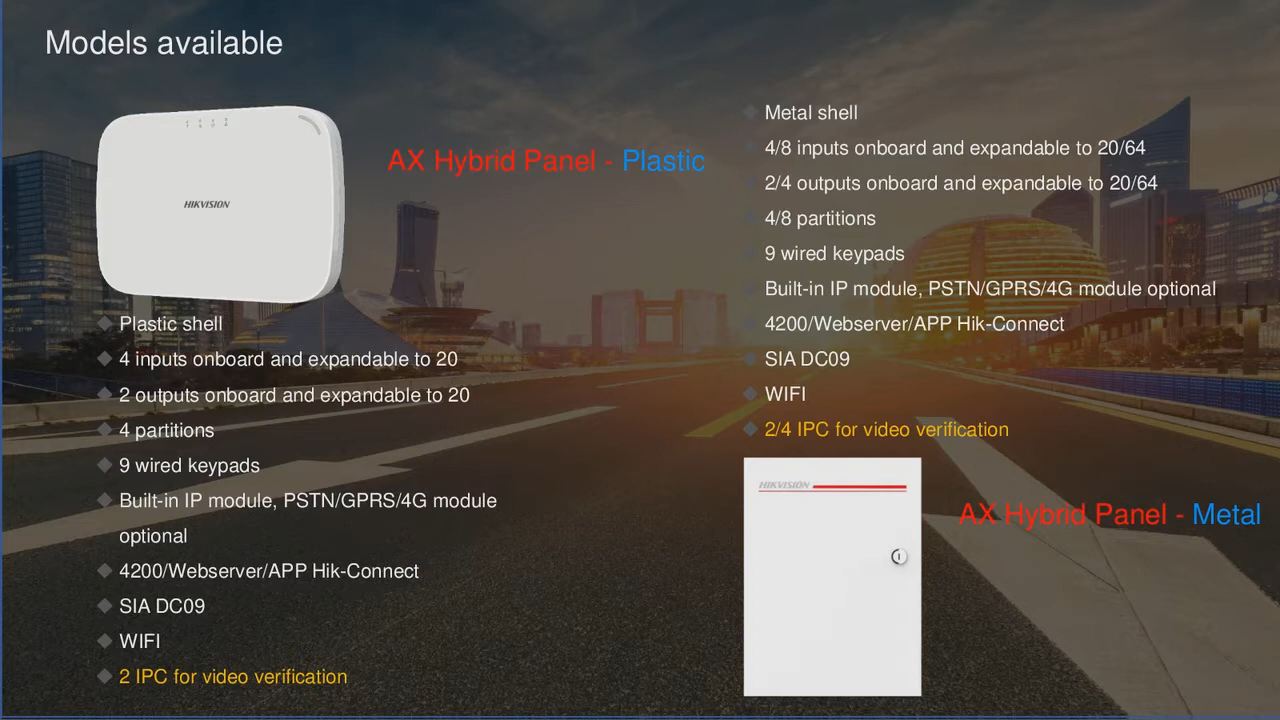 Models available
HIKVISION
AX Hybrid Panel - Plastic
Plastic shell
4 inputs onboard and expandable to 20
2 outputs onboard and expandable to 20
4 partitions
9 wired keypads
Built-in IP module, PSTN/GPRS/4G module
optional
4200/Webserver/APP Hik-Connect
SIA DC09
WIFI
2 IPC for video verification
Metal shell
4/8 inputs onboard and expandable to 20/64
2/4 outputs onboard and expandable to 20/64
4/8 partitions
9 wired keypads
Built-in IP module, PSTN/GPRS/4G module optional
4200/Webserver/APP Hik-Connect
SIA DC09
WIFI
2/4 IPC for video verification
HIKVISION
AX Hybrid Panel - Metal